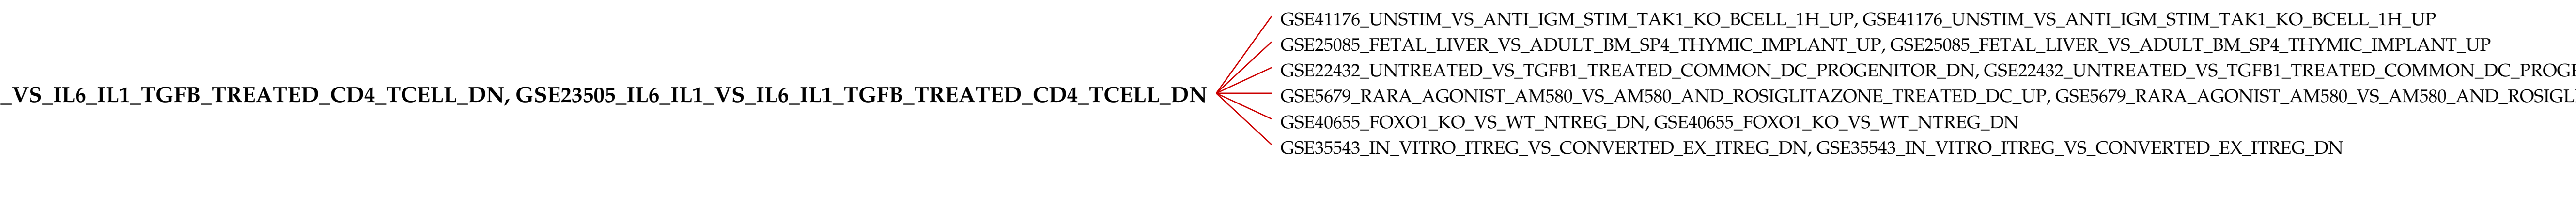 GSE41176_UNSTIM_VS_ANTI_IGM_STIM_TAK1_KO_BCELL_1H_UP, GSE41176_UNSTIM_VS_ANTI_IGM_STIM_TAK1_KO_BCELL_1H_UP
GSE25085_FETAL_LIVER_VS_ADULT_BM_SP4_THYMIC_IMPLANT_UP, GSE25085_FETAL_LIVER_VS_ADULT_BM_SP4_THYMIC_IMPLANT_UP
GSE22432_UNTREATED_VS_TGFB1_TREATED_COMMON_DC_PROGENITOR_DN, GSE22432_UNTREATED_VS_TGFB1_TREATED_COMMON_DC_PROGE
_VS_IL6_IL1_TGFB_TREATED_CD4_TCELL_DN, GSE23505_IL6_IL1_VS_IL6_IL1_TGFB_TREATED_CD4_TCELL_DN
GSE5679_RARA_AGONIST_AM580_VS_AM580_AND_ROSIGLITAZONE_TREATED_DC_UP, GSE5679_RARA_AGONIST_AM580_VS_AM580_AND_ROSIGL
GSE40655_FOXO1_KO_VS_WT_NTREG_DN, GSE40655_FOXO1_KO_VS_WT_NTREG_DN
GSE35543_IN_VITRO_ITREG_VS_CONVERTED_EX_ITREG_DN, GSE35543_IN_VITRO_ITREG_VS_CONVERTED_EX_ITREG_DN